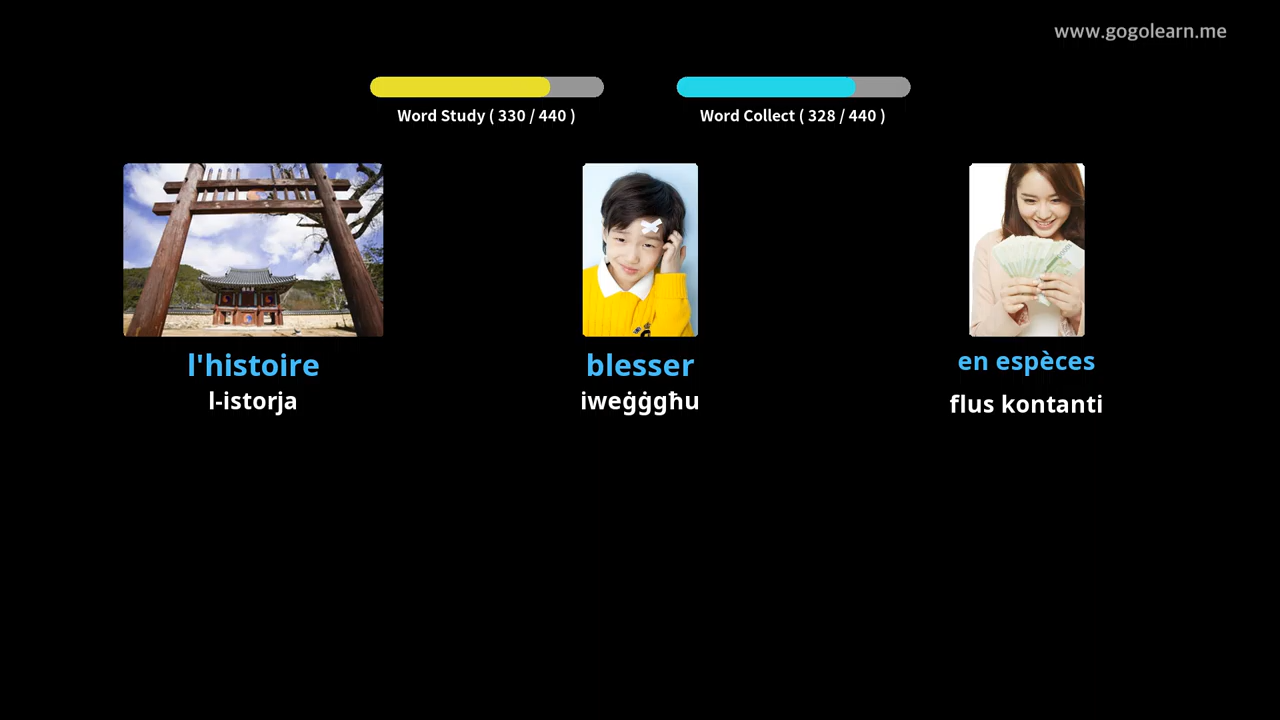 www.gogolearn.me
Word Study ( 330 / 440 )
Word Collect ( 328 / 440 )
l'histoire
l-istorja
blesser
iweġġgħu
en espèces
flus kontanti